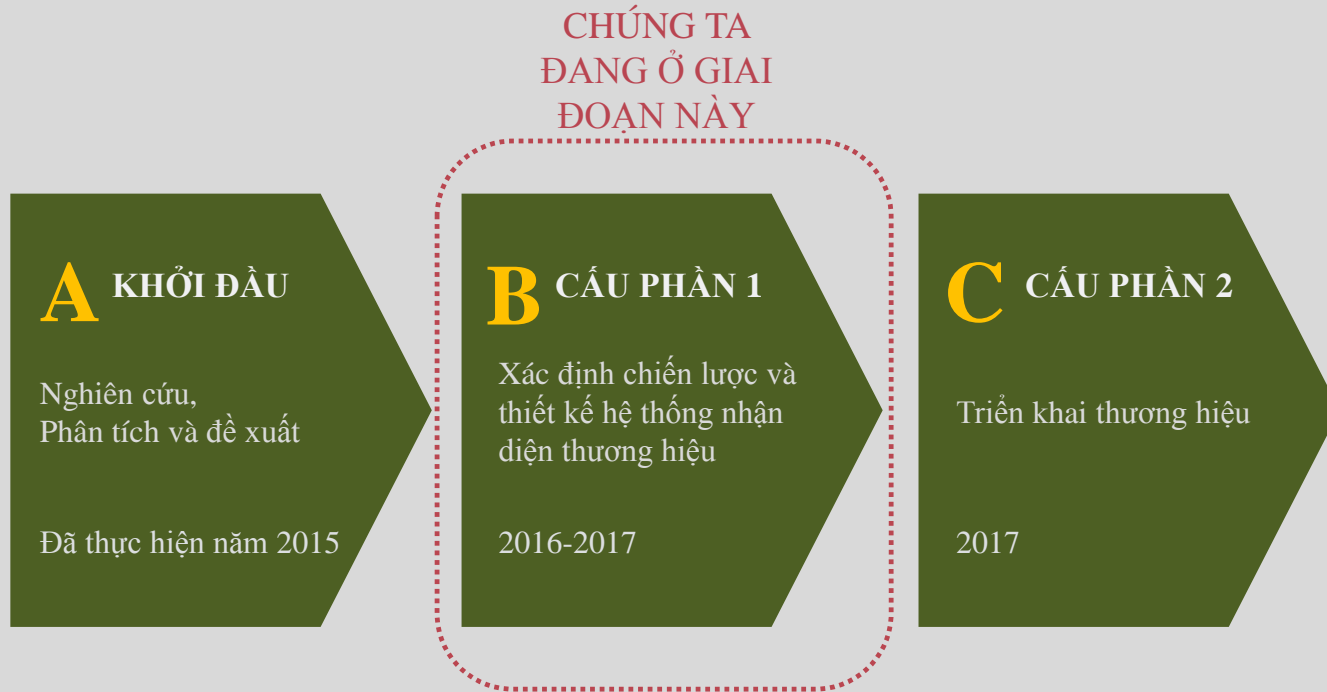 CHÚNG TA
ĐANG Ở GIAI
ĐOẠN NÀY
A KHỞI ĐẦU
Nghiên cứu,
Phân tích và đề xuất
Đã thực hiện năm 2015
B CẤU PHẦN 1
Xác định chiến lược và
thiết kế hệ thống nhận
diện thương hiệu
2016-2017
C CẤU PHẦN 2
Triển khai thương hiệu
2017